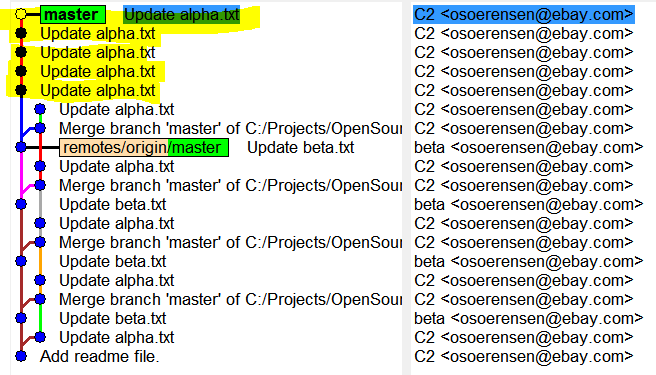 master Update alpha.txt C2 <osoerensen@ebay.com>
Update alpha.txt C2 <osoerensen@ebay.com>
Update alpha.txt C2 <osoerensen@ebay.com>
Update alpha.txt C2 <osoerensen@ebay.com>
Update alpha.txt C2 <osoerensen@ebay.com>
Update alpha.txt C2 <osoerensen@ebay.com>
Merge branch 'master' of C:/Projects/OpenSour C2 <osoerensen@ebay.com>
remotes/origin/master Update beta.txt beta <osoerensen@ebay.com>
Update alpha.txt C2 <osoerensen@ebay.com>
Merge branch 'master' of C:/Projects/OpenSour C2 <osoerensen@ebay.com>
Update beta.txt beta <osoerensen@ebay.com>
Update alpha.txt C2 <osoerensen@ebay.com>
Merge branch 'master' of C:/Projects/OpenSour C2 <osoerensen@ebay.com>
Update beta.txt beta <osoerensen@ebay.com>
Update alpha.txt C2 <osoerensen@ebay.com>
Merge branch 'master' of C:/Projects/OpenSour C2 <osoerensen@ebay.com>
Update beta.txt beta <osoerensen@ebay.com>
Update alpha.txt C2 <osoerensen@ebay.com>
Add readme file. C2 <osoerensen@ebay.com>